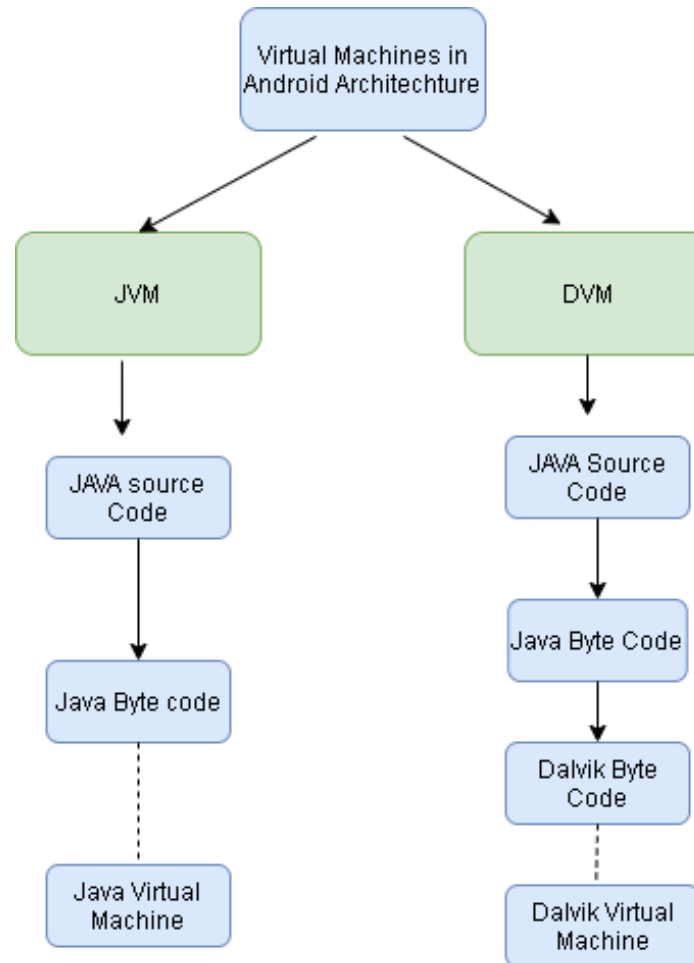 Virtual Machines in
Android Architechture
JVM
DVM
JAVA source
Code
JAVA Source
Code
Java Byte code
Java Byte Code
Dalvik Byte
Code
Java Virtual
Machine
Dalvik Virtual
Machine